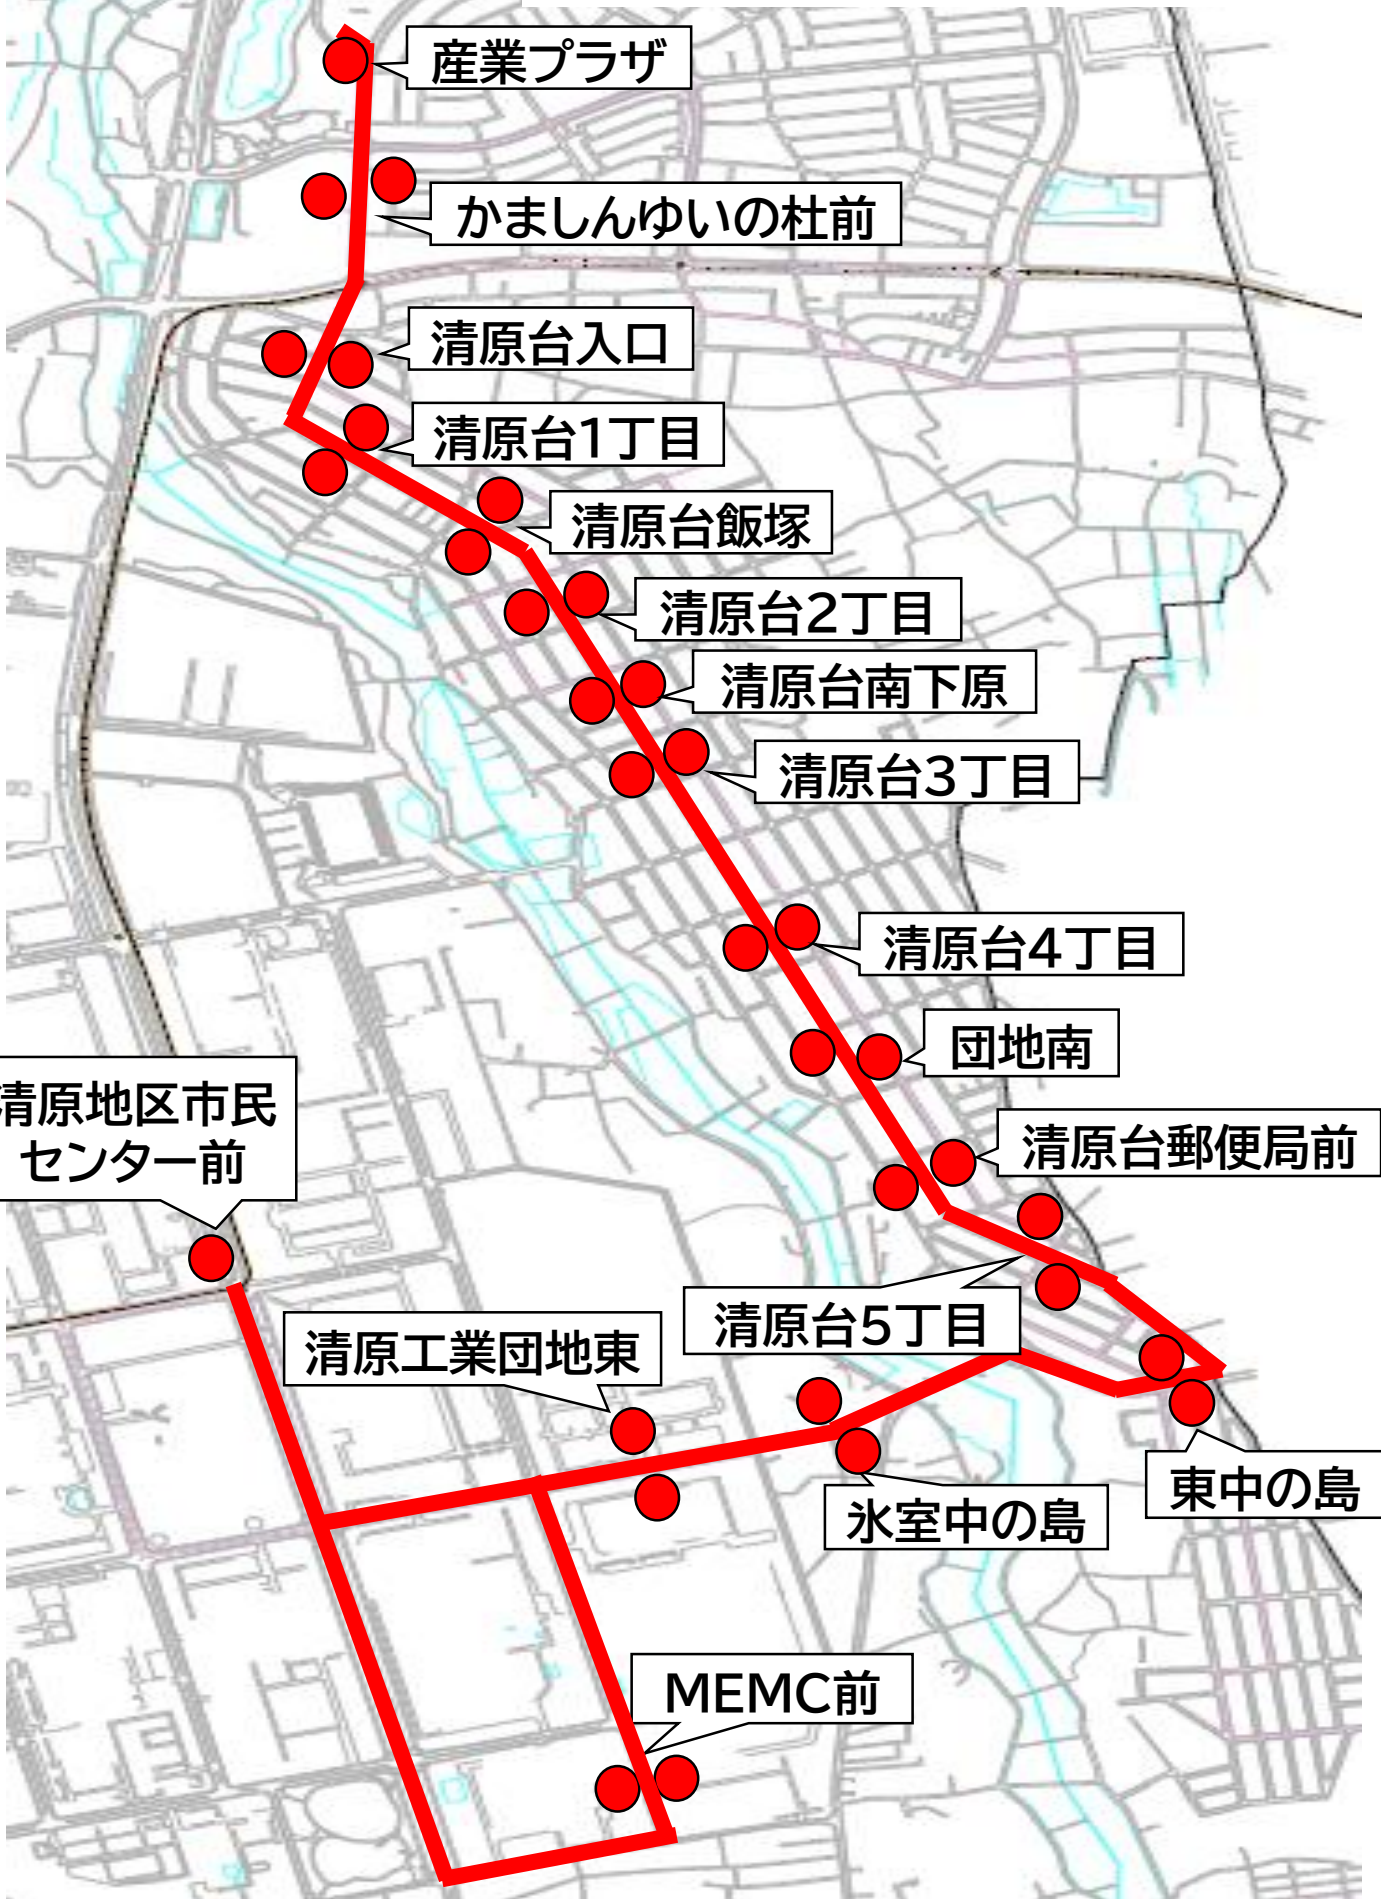 産業プラザ
かましんゆいの杜前
清原台入口
清原台1丁目
清原台飯塚
清原台2丁目
清原台南下原
清原台3丁目
清原台4丁目
団地南
清原地区市民
センター前
清原台郵便局前
清原台5丁目
清原工業団地東
東中の島
氷室中の島
MEMC前